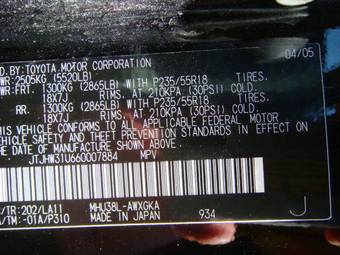 D.BY:TOYOTA MOTOR CORPORATION 04/05
WR:2505KG (5520LB)
WR:FRT. 1300KG (2865LB) WITH P235/55R18 TIRES.
18X7J RIMS. AT 210KPA (30PSI) COLD.
RR. 1300KG (2865LB) WITH P235/55R18 TIRES.
18X7J RIMS. AT 210KPA (30PSI) COLD.
THIS VEHICLE CONFORMS TO ALL APPLICABLE FEDERAL MOTOR
VEHICLE SAFETY AND THEFT PREVENTION STANDARDS IN EFFECT ON
THE DATE OF MANUFACTURE SHOWN ABOVE.
JTJHW31U660007884 MPV
C/TR:202/LA11 MHU38L-AWXGKA
A/TM:-01A/P310 MADE IN JAPAN 934 J